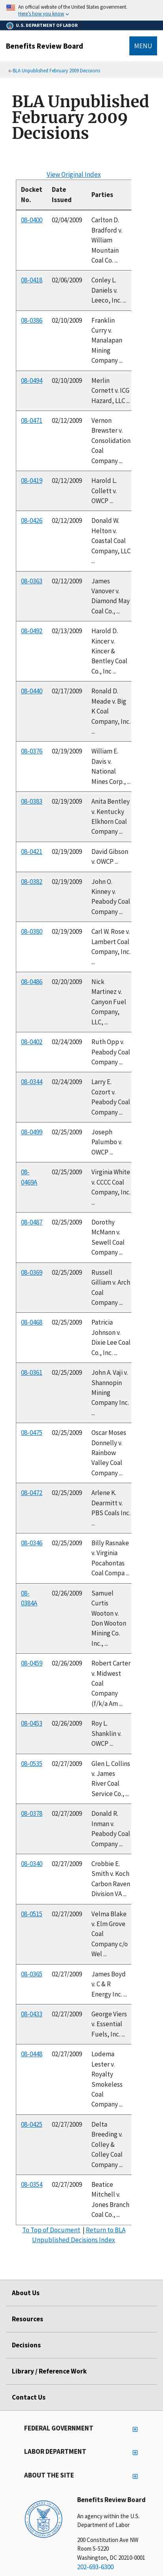 An official website of the United States government.
Here's how you know
U.S. DEPARTMENT OF LABOR
Benefits Review Board
MENU
BLA Unpublished February 2009 Decisions
BLA Unpublished
February 2009
Decisions
View Original Index
Docket No. Date Issued Parties
08-0400 02/04/2009 Carlton D. Bradford v. William Mountain Coal Co. ...
08-0418 02/06/2009 Conley L. Daniels v. Leeco, Inc. ...
08-0386 02/10/2009 Franklin Curry v. Manalapan Mining Company ...
08-0494 02/10/2009 Merlin Cornett v. ICG Hazard, LLC ...
08-0471 02/12/2009 Vernon Brewster v. Consolidation Coal Company ...
08-0419 02/12/2009 Harold L. Collett v. OWCP ...
08-0426 02/12/2009 Donald W. Helton v. Coastal Coal Company, LLC ...
08-0363 02/12/2009 James Vanover v. Diamond May Coal Co., ...
08-0492 02/13/2009 Harold D. Kincer v. Kincer & Bentley Coal Co., Inc ...
08-0440 02/17/2009 Ronald D. Meade v. Big K Coal Company, Inc. ...
08-0376 02/19/2009 William E. Davis v. National Mines Corp., ...
08-0383 02/19/2009 Anita Bentley v. Kentucky Elkhorn Coal Company ...
08-0421 02/19/2009 David Gibson v. OWCP ...
08-0382 02/19/2009 John O. Kinney v. Peabody Coal Company ...
08-0380 02/19/2009 Carl W. Rose v. Lambert Coal Company, Inc. ...
08-0486 02/20/2009 Nick Martinez v. Canyon Fuel Company, LLC, ...
08-0402 02/24/2009 Ruth Opp v. Peabody Coal Company ...
08-0344 02/24/2009 Larry E. Cozort v. Peabody Coal Company ...
08-0499 02/25/2009 Joseph Palumbo v. OWCP ...
08-0469A 02/25/2009 Virginia White v. CCCC Coal Company, Inc. ...
08-0487 02/25/2009 Dorothy McMann v. Sewell Coal Company ...
08-0369 02/25/2009 Russell Gilliam v. Arch Coal Company ...
08-0468 02/25/2009 Patricia Johnson v. Dixie Lee Coal Co., Inc. ...
08-0361 02/25/2009 John A. Vaji v. Shannopin Mining Company Inc. ...
08-0475 02/25/2009 Oscar Moses Donnelly v. Rainbow Valley Coal Company ...
08-0472 02/25/2009 Arlene K. Dearmitt v. PBS Coals Inc. ...
08-0346 02/25/2009 Billy Rasnake v. Virginia Pocahontas Coal Compa ...
08-0384A 02/26/2009 Samuel Curtis Wooton v. Don Wooton Mining Co. Inc., ...
08-0459 02/26/2009 Robert Carter v. Midwest Coal Company (f/k/a Am ...
08-0453 02/26/2009 Roy L. Shanklin v. OWCP ...
08-0535 02/27/2009 Glen L. Collins v. James River Coal Service Co., ...
08-0378 02/27/2009 Donald R. Inman v. Peabody Coal Company ...
08-0340 02/27/2009 Crobbie E. Smith v. Koch Carbon Raven Division VA ...
08-0515 02/27/2009 Velma Blake v. Elm Grove Coal Company c/o Wel ...
08-0365 02/27/2009 James Boyd v. C & R Energy Inc. ...
08-0433 02/27/2009 George Viers v. Essential Fuels, Inc. ...
08-0448 02/27/2009 Lodema Lester v. Royalty Smokeless Coal Company ...
08-0425 02/27/2009 Delta Breeding v. Colley & Colley Coal Company ...
08-0354 02/27/2009 Beatice Mitchell v. Jones Branch Coal Co., ...
To Top of Document | Return to BLA
Unpublished Decisions Index
About Us
Resources
Decisions
Library / Reference Work
Contact Us
FEDERAL GOVERNMENT
LABOR DEPARTMENT
ABOUT THE SITE
Benefits Review Board
An agency within the U.S.
Department of Labor
200 Constitution Ave NW
Room S-5220
Washington, DC 20210-0001
202-693-6300